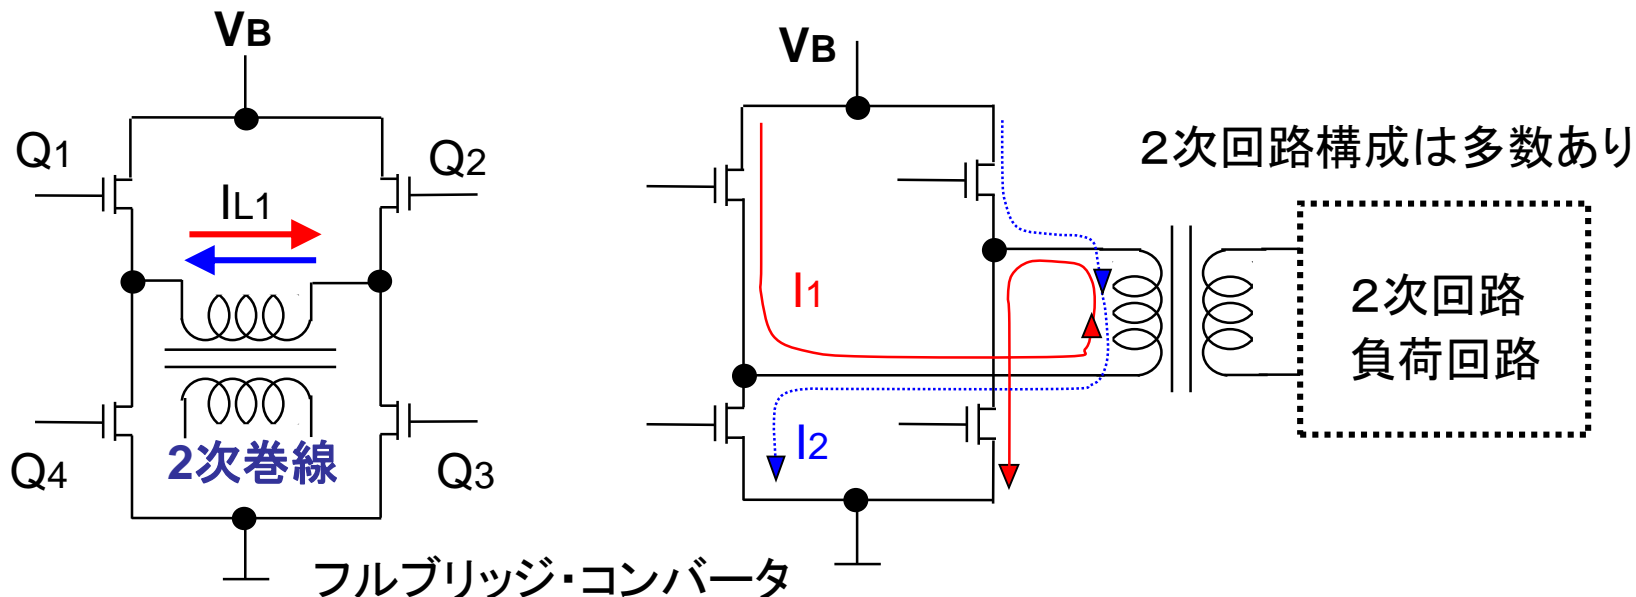 VB
Q1
Q2
IL1
Q4
Q3
2次巻線
VB
I1
I2
２次回路構成は多数あり
２次回路
負荷回路
フルブリッジ・コンバータ